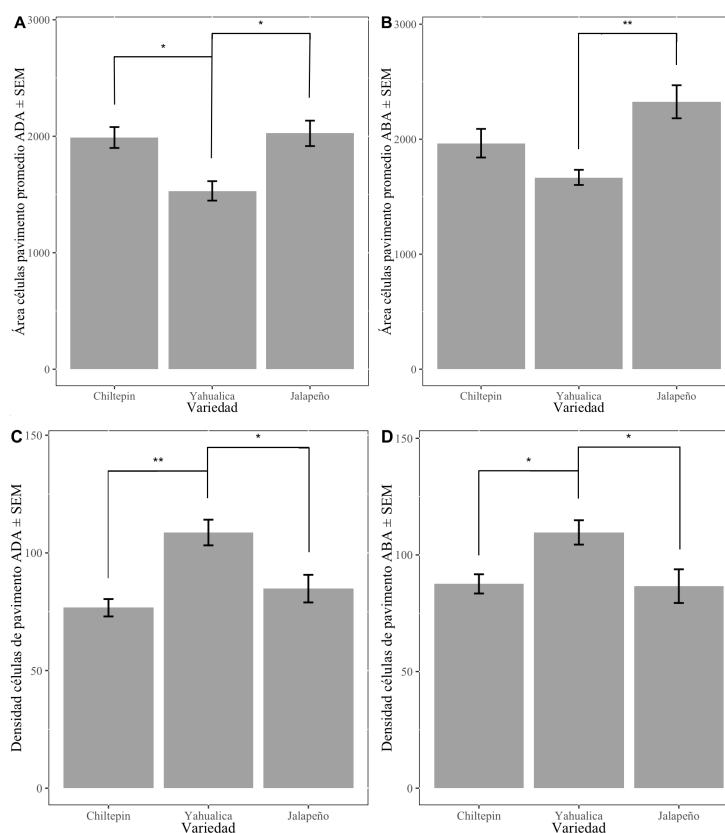 A
Área células pavimento promedio ADA ± SEM
3000
2000
1000
0
*
*
Chiltepin Yahualica Jalapeño
Variedad
B
Área células pavimento promedio ABA ± SEM
3000
2000
1000
0
**
Chiltepin Yahualica Jalapeño
Variedad
C
Densidad células de pavimento ADA ± SEM
150
100
50
0
**
*
Chiltepin Yahualica Jalapeño
Variedad
D
Densidad células de pavimento ABA ± SEM
150
100
50
0
*
*
Chiltepin Yahualica Jalapeño
Variedad